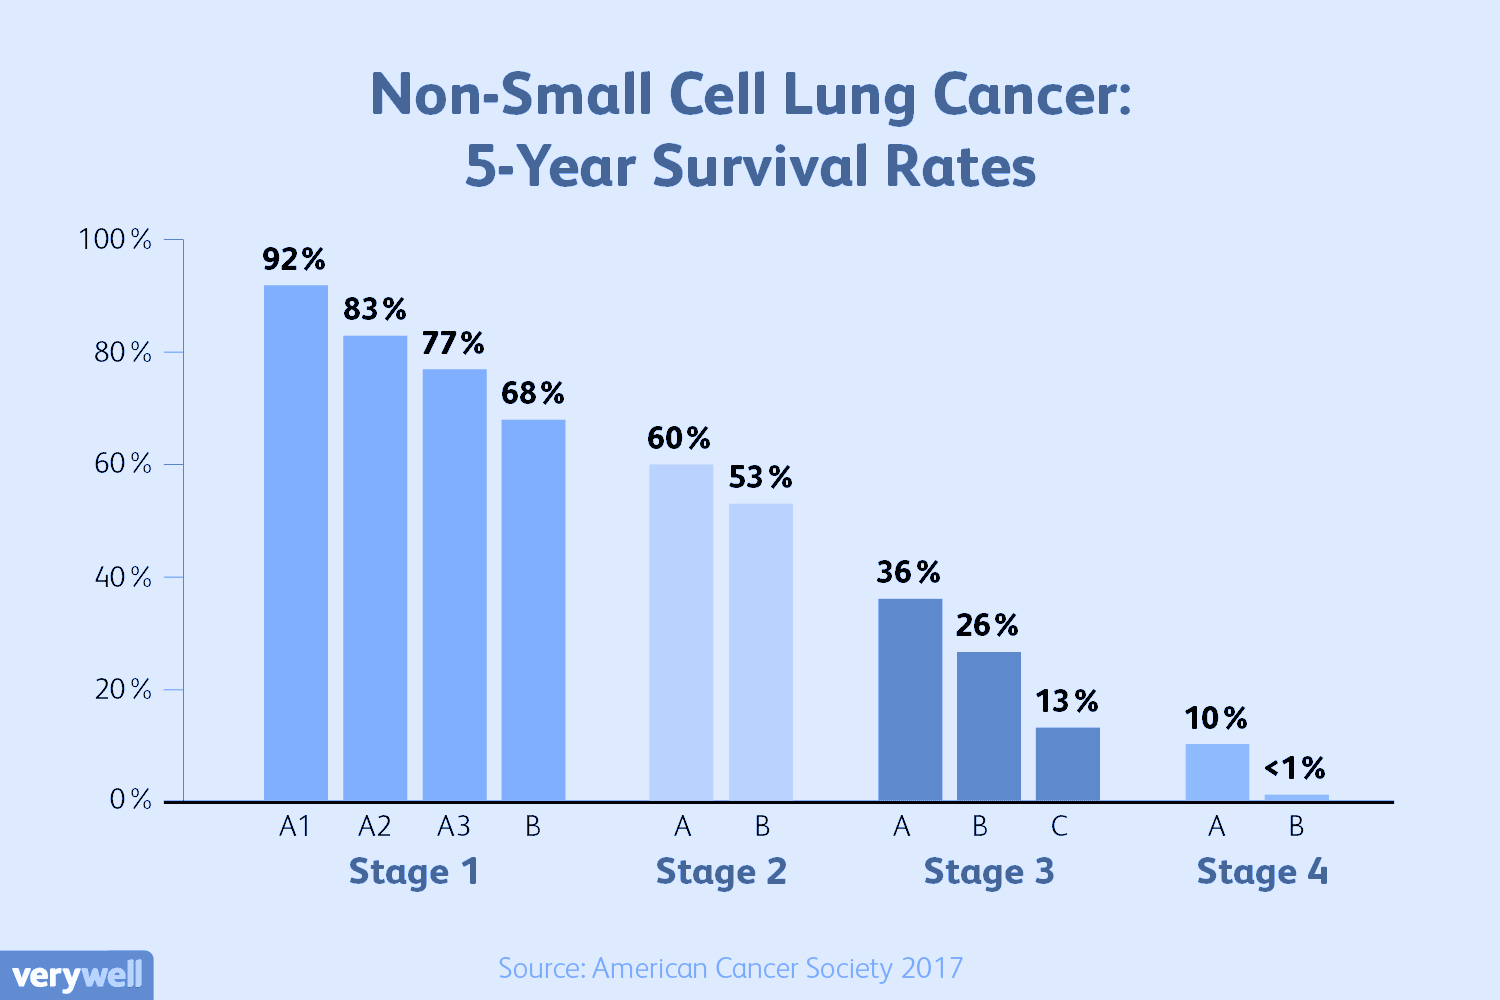 Non-Small Cell Lung Cancer:
5-Year Survival Rates
100%
80%
60%
40%
20%
0%
92%
83%
77%
68%
60%
53%
36%
26%
13%
10%
<1%
A1 A2 A3 B A B A B C A B
Stage 1 Stage 2 Stage 3 Stage 4
verywell
Source: American Cancer Society 2017